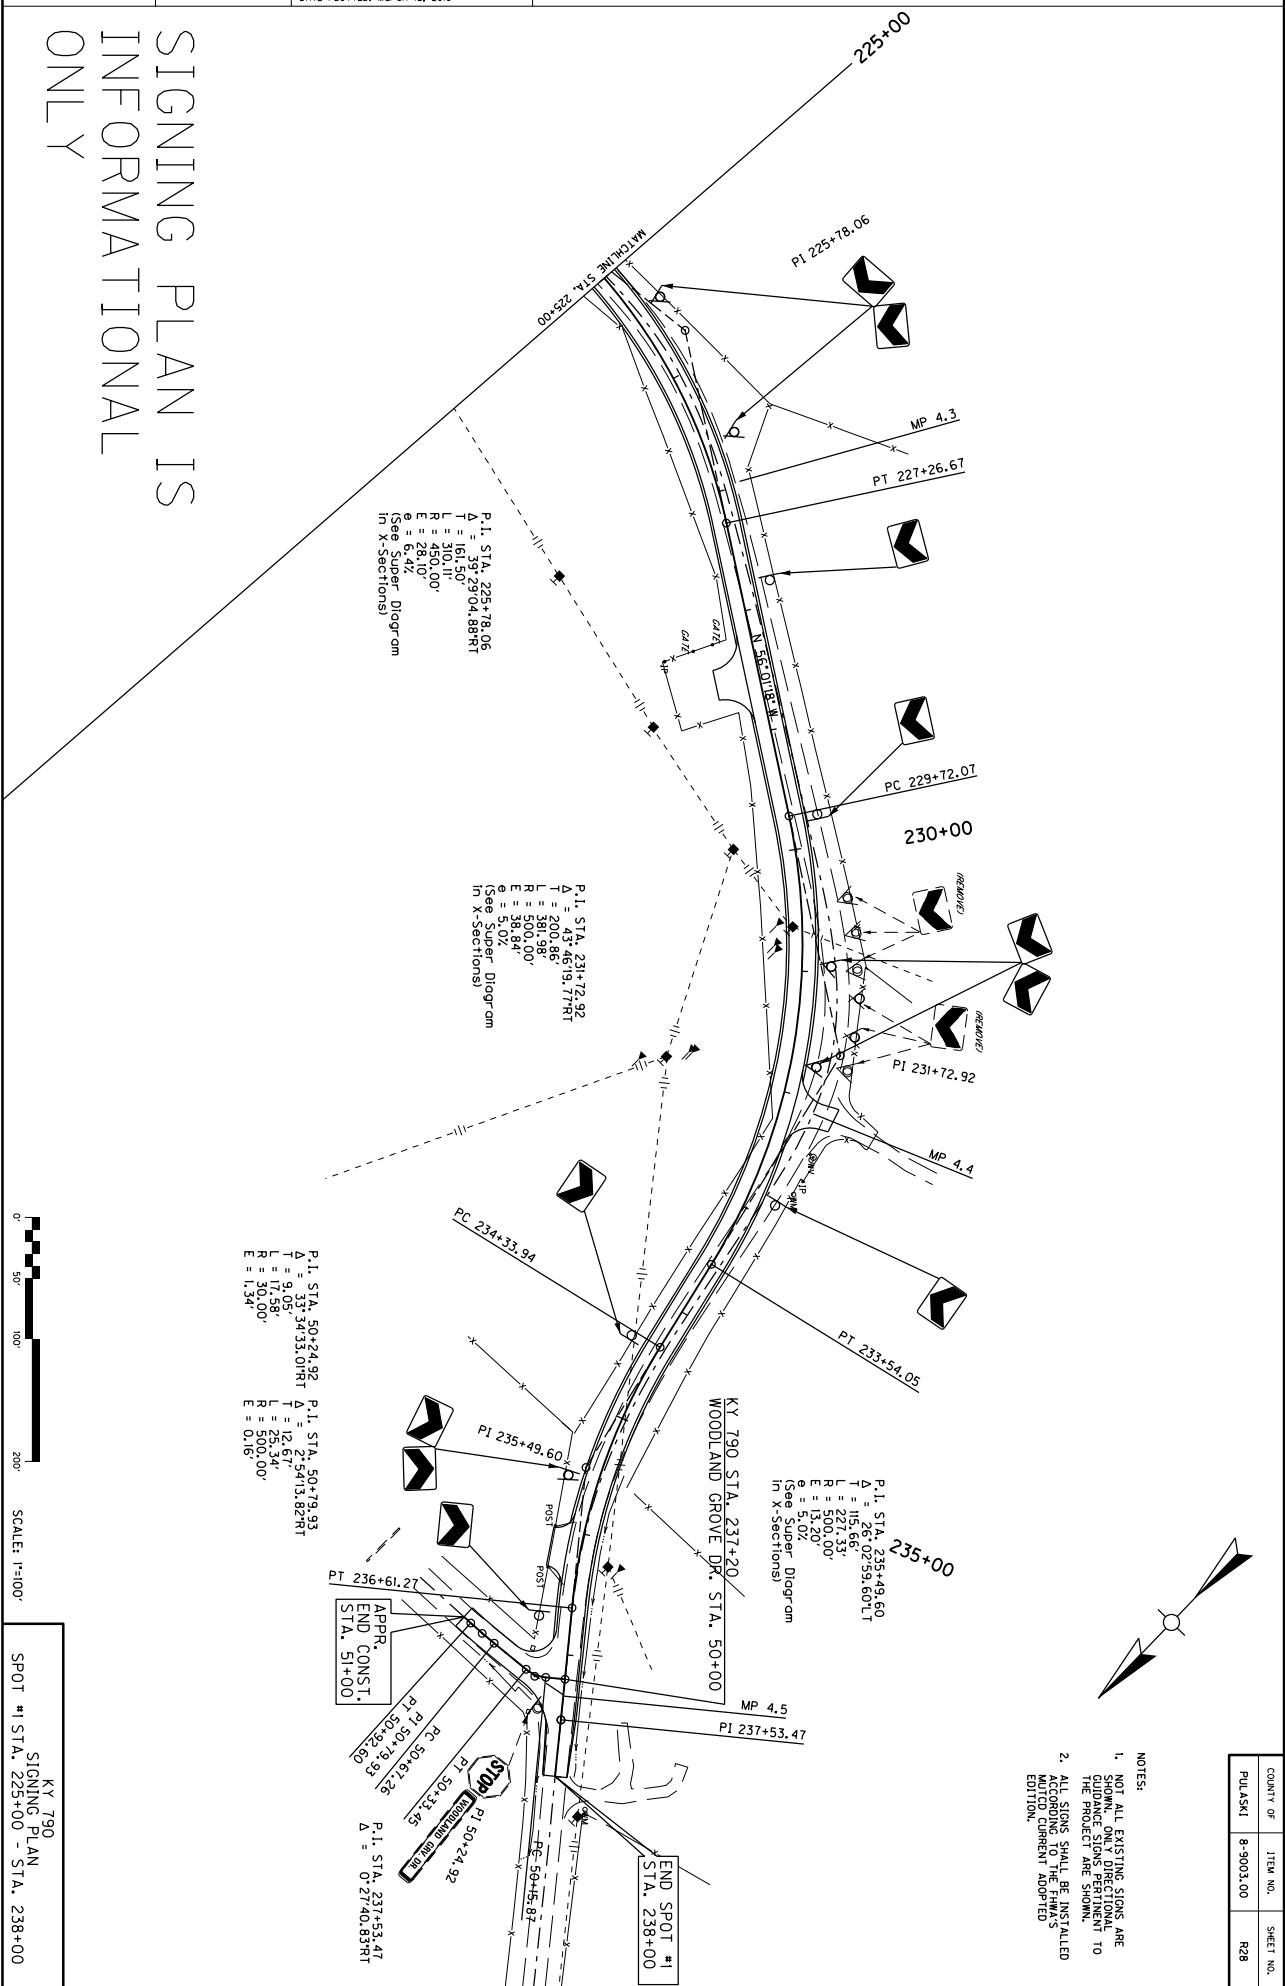 COUNTY OF
ITEM NO.
SHEET NO.
PULASKI
8-9003.00
R28
SIGNING PLAN IS
INFORMATIONAL
ONLY
225+00
MATCHLINE STA. 225+00
PI 225+78.06
MP 4.3
PT 227+26.67
N 56°01'18" W
GATE
GATE
JP
PC 229+72.07
230+00
(REMOVE)
(REMOVE)
PI 231+72.92
MP 4.4
JP
PT 233+54.05
PC 234+33.94
235+00
PI 235+49.60
POST
POST
PT 236+61.27
P.I. STA. 225+78.06
Δ = 39°29'04.88"RT
T = 161.50'
L = 310.11'
R = 450.00'
E = 28.10'
e = 6.4%
(See Super Diagram
in X-Sections)
P.I. STA. 231+72.92
Δ = 43°46'19.77"RT
T = 200.86'
L = 381.98'
R = 500.00'
E = 38.84'
e = 5.0%
(See Super Diagram
in X-Sections)
P.I. STA. 235+49.60
Δ = 26°02'59.60"LT
T = 115.66'
L = 227.33'
R = 500.00'
E = 13.20'
e = 5.0%
(See Super Diagram
in X-Sections)
KY 790 STA. 237+20
WOODLAND GROVE DR. STA. 50+00
P.I. STA. 50+24.92
Δ = 33°34'33.01"RT
T = 9.05'
L = 17.58'
R = 30.00'
E = 1.34'
P.I. STA. 50+79.93
Δ = 2°54'13.82"RT
T = 12.67'
L = 25.34'
R = 500.00'
E = 0.16'
MP 4.5
PI 237+53.47
APPR.
END CONST.
STA. 51+00
PT 50+92.60
PI 50+79.93
PC 50+67.26
PT 50+33.45
PI 50+24.92
PC 50+15.87
STOP
WOODLAND GRV. DR.
P.I. STA. 237+53.47
Δ = 0°27'40.83"RT
END SPOT #1
STA. 238+00
NOTES:
1. NOT ALL EXISTING SIGNS ARE
SHOWN. ONLY DIRECTIONAL
GUIDANCE SIGNS PERTINENT TO
THE PROJECT ARE SHOWN.
2. ALL SIGNS SHALL BE INSTALLED
ACCORDING TO THE FHWA'S
MUTCD CURRENT ADOPTED
EDITION.
0'
50'
100'
200'
SCALE: 1"=100'
KY 790
SIGNING PLAN
SPOT #1 STA. 225+00 - STA. 238+00